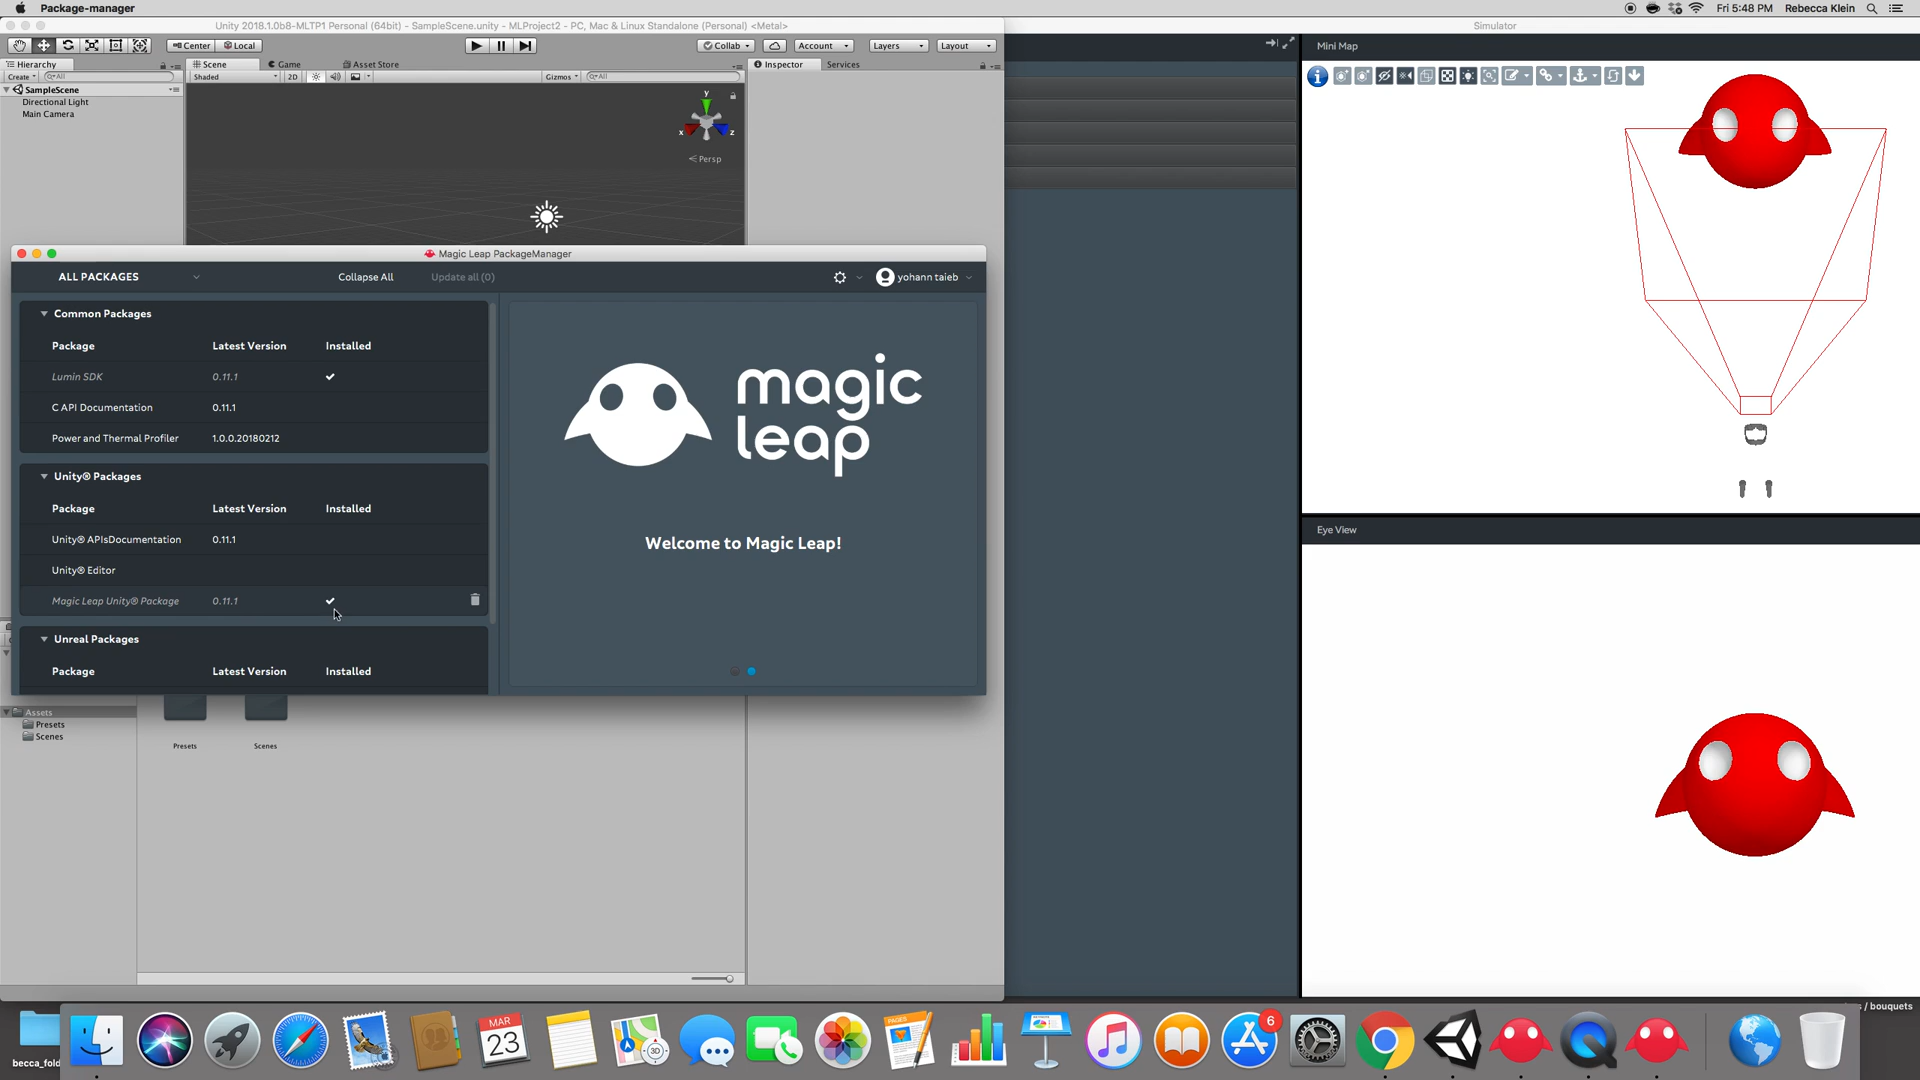 Package-manager
Fri 5:48 PM Rebecca Klein
Unity 2018.1.0b8-MLTP1 Personal (64bit) - SampleScene.unity - MLProject2 - PC, Mac & Linux Standalone (Personal) <Metal>
Simulator
Center Local
Collab Account Layers Layout
Mini Map
Hierarchy
Scene Game Asset Store
Inspector Services
Create All
Shaded 2D Gizmos All
SampleScene
Directional Light
Main Camera
y
x
z
Persp
Magic Leap PackageManager
ALL PACKAGES
Collapse All
Update all (0)
yohann taieb
Common Packages
Package Latest Version Installed
Lumin SDK 0.11.1
C API Documentation 0.11.1
Power and Thermal Profiler 1.0.0.20180212
Unity® Packages
Package Latest Version Installed
Unity® APIsDocumentation 0.11.1
Unity® Editor
Magic Leap Unity® Package 0.11.1
Unreal Packages
Package Latest Version Installed
magic
leap
Welcome to Magic Leap!
Eye View
Assets
Presets
Scenes
Presets Scenes
/ bouquets
becca_fold
MAR
23
3D
PAGES
6